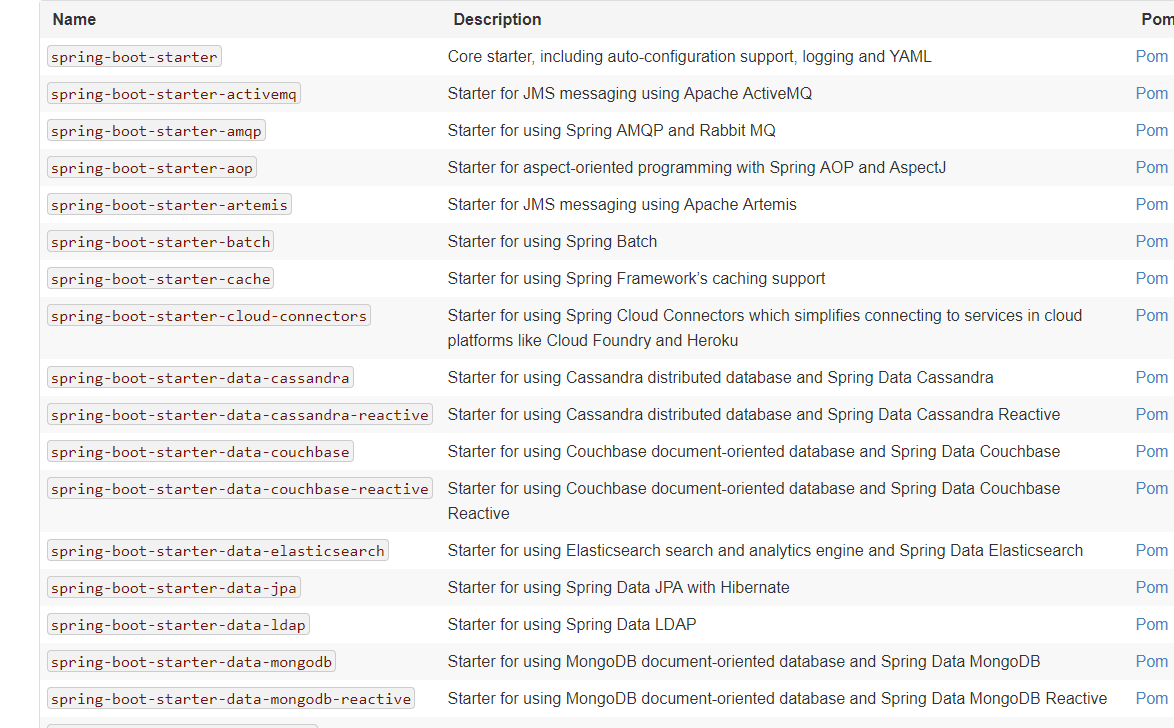 Name Description Pom
spring-boot-starter Core starter, including auto-configuration support, logging and YAML Pom
spring-boot-starter-activemq Starter for JMS messaging using Apache ActiveMQ Pom
spring-boot-starter-amqp Starter for using Spring AMQP and Rabbit MQ Pom
spring-boot-starter-aop Starter for aspect-oriented programming with Spring AOP and AspectJ Pom
spring-boot-starter-artemis Starter for JMS messaging using Apache Artemis Pom
spring-boot-starter-batch Starter for using Spring Batch Pom
spring-boot-starter-cache Starter for using Spring Framework’s caching support Pom
spring-boot-starter-cloud-connectors Starter for using Spring Cloud Connectors which simplifies connecting to services in cloud Pom
platforms like Cloud Foundry and Heroku
spring-boot-starter-data-cassandra Starter for using Cassandra distributed database and Spring Data Cassandra Pom
spring-boot-starter-data-cassandra-reactive Starter for using Cassandra distributed database and Spring Data Cassandra Reactive Pom
spring-boot-starter-data-couchbase Starter for using Couchbase document-oriented database and Spring Data Couchbase Pom
spring-boot-starter-data-couchbase-reactive Starter for using Couchbase document-oriented database and Spring Data Couchbase Pom
Reactive
spring-boot-starter-data-elasticsearch Starter for using Elasticsearch search and analytics engine and Spring Data Elasticsearch Pom
spring-boot-starter-data-jpa Starter for using Spring Data JPA with Hibernate Pom
spring-boot-starter-data-ldap Starter for using Spring Data LDAP Pom
spring-boot-starter-data-mongodb Starter for using MongoDB document-oriented database and Spring Data MongoDB Pom
spring-boot-starter-data-mongodb-reactive Starter for using MongoDB document-oriented database and Spring Data MongoDB Reactive Pom